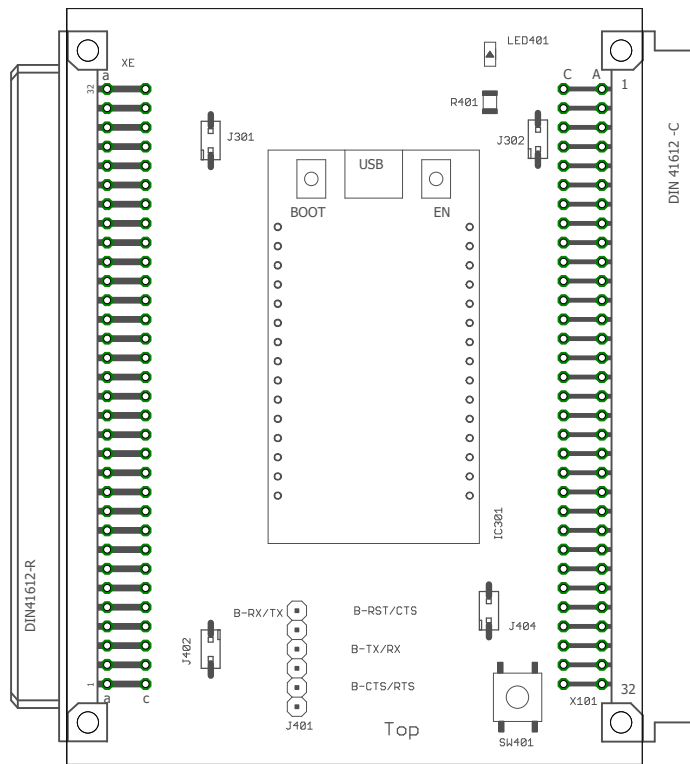 LED401
XE
a
C A
32
1
R401
J301
J302
USB
DIN 41612 -C
BOOT
EN
IC301
DIN41612-R
B-RX/TX
B-RST/CTS
J402
J404
B-TX/RX
1
B-CTS/RTS
32
a
c
X101
J401
Top
SW401